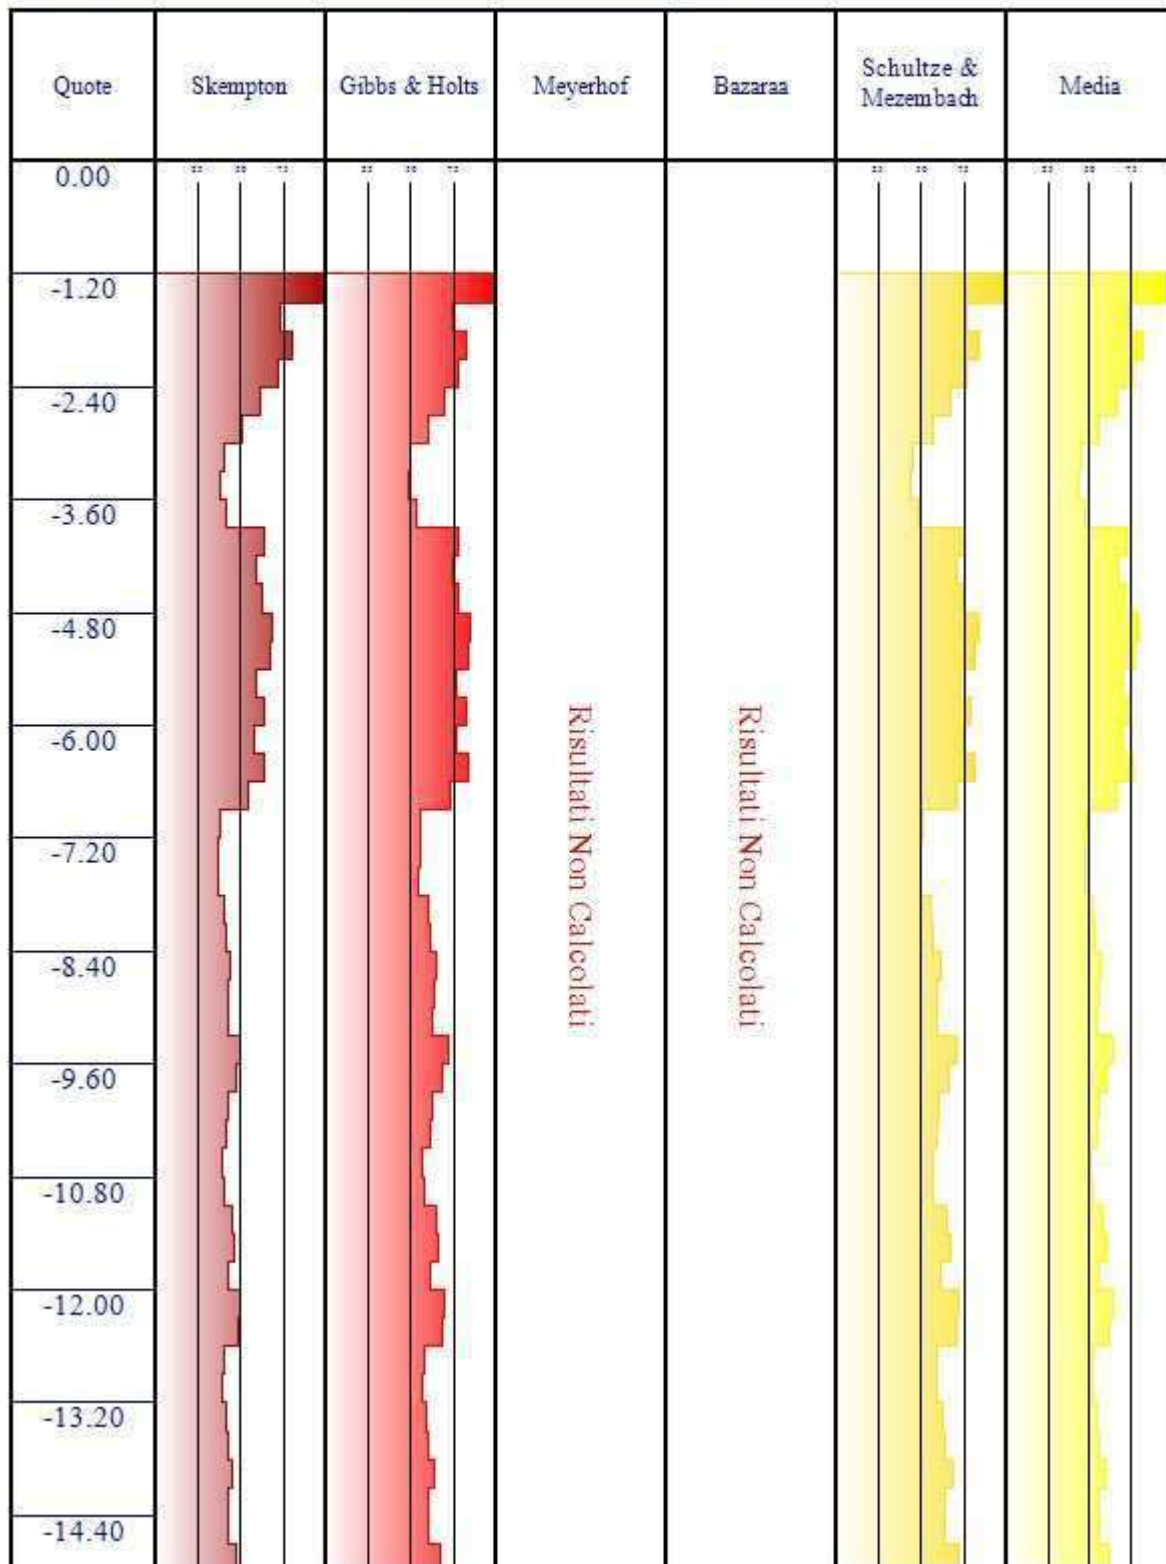 Quote
Skempton
Gibbs & Holts
Meyerhof
Bazaraa
Schultze &
Mezembach
Media
0.00
-1.20
-2.40
-3.60
-4.80
-6.00
-7.20
-8.40
-9.60
-10.80
-12.00
-13.20
-14.40
Risultati Non Calcolati
Risultati Non Calcolati